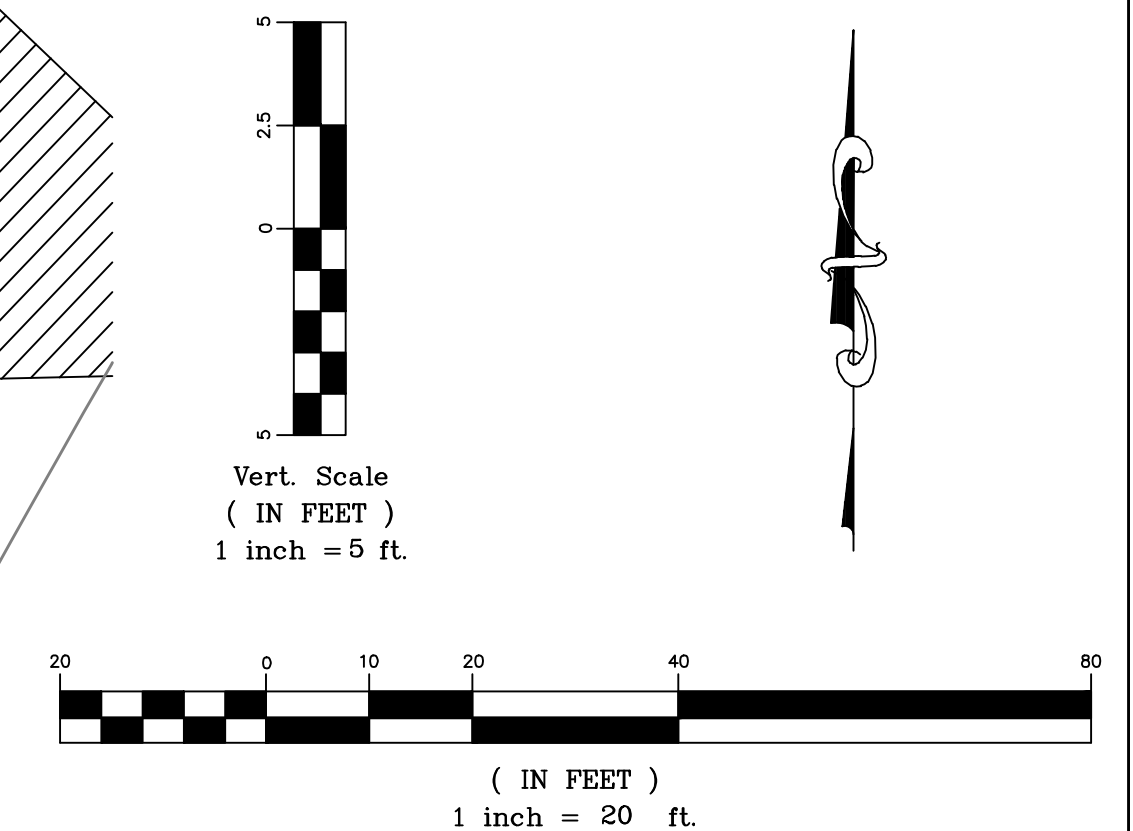 5
2.5
0
5
Vert. Scale
( IN FEET )
1 inch = 5 ft.
20 0 10 20 40 80
( IN FEET )
1 inch = 20 ft.